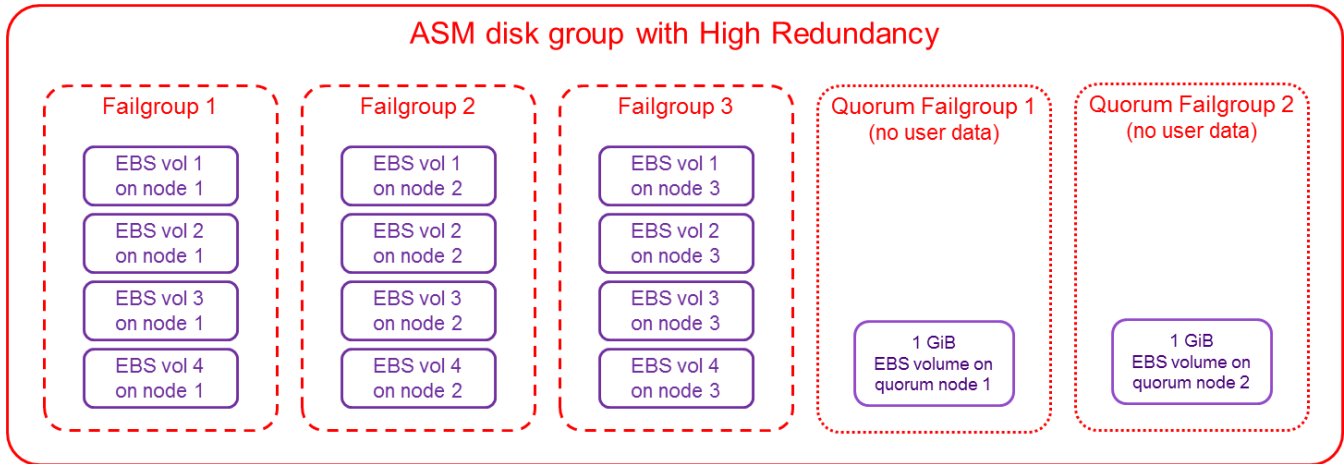 ASM disk group with High Redundancy
Failgroup 1
EBS vol 1
on node 1
EBS vol 2
on node 1
EBS vol 3
on node 1
EBS vol 4
on node 1
Failgroup 2
EBS vol 1
on node 2
EBS vol 2
on node 2
EBS vol 3
on node 2
EBS vol 4
on node 2
Failgroup 3
EBS vol 1
on node 3
EBS vol 2
on node 3
EBS vol 3
on node 3
EBS vol 4
on node 3
Quorum Failgroup 1
(no user data)
1 GiB
EBS volume on
quorum node 1
Quorum Failgroup 2
(no user data)
1 GiB
EBS volume on
quorum node 2